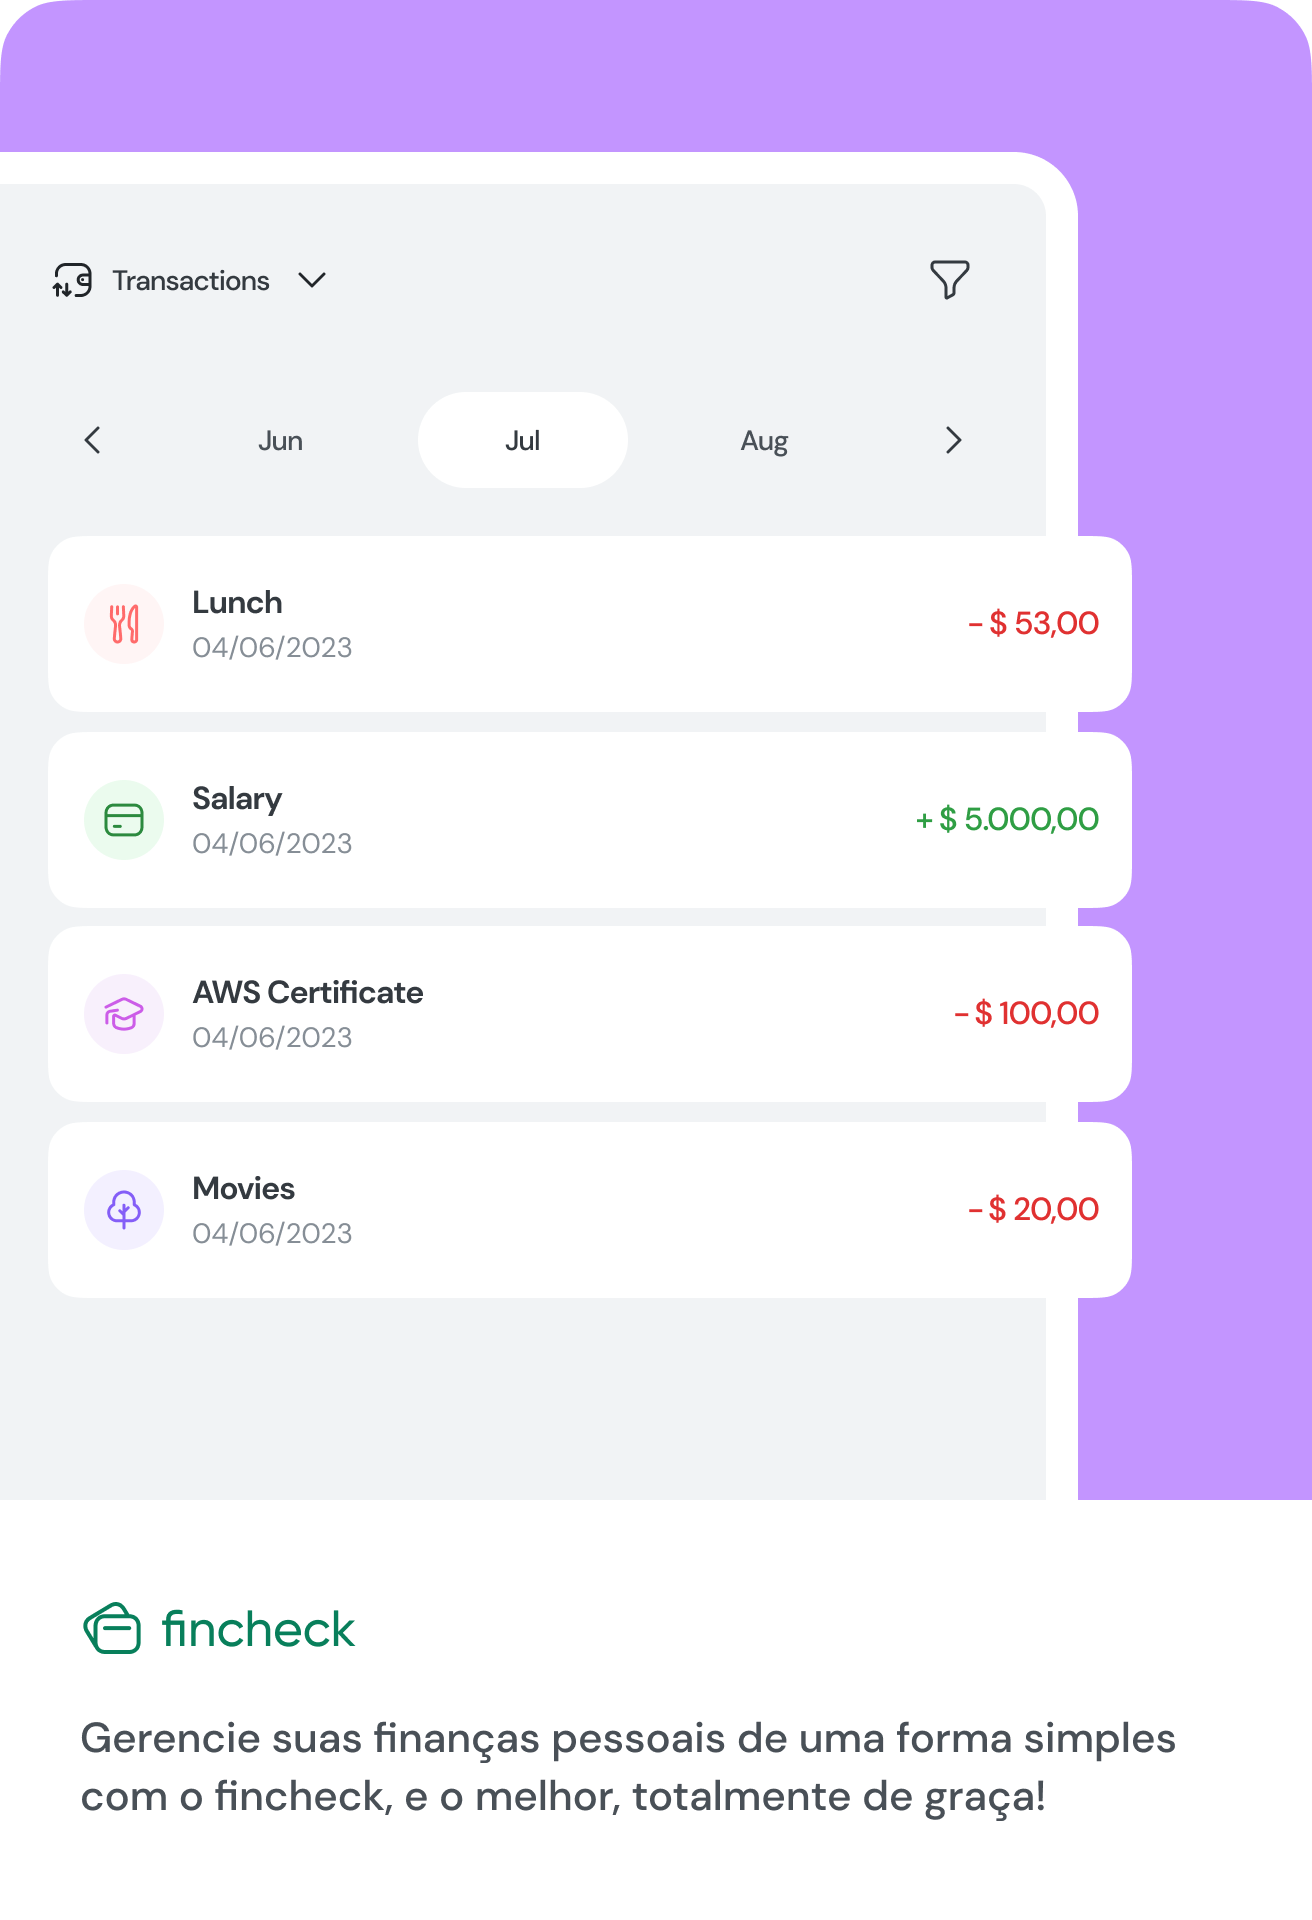 Transactions
Jun Jul Aug
Lunch
04/06/2023
- $ 53,00
Salary
04/06/2023
+ $ 5.000,00
AWS Certificate
04/06/2023
- $ 100,00
Movies
04/06/2023
- $ 20,00
fincheck
Gerencie suas finanças pessoais de uma forma simples
com o fincheck, e o melhor, totalmente de graça!